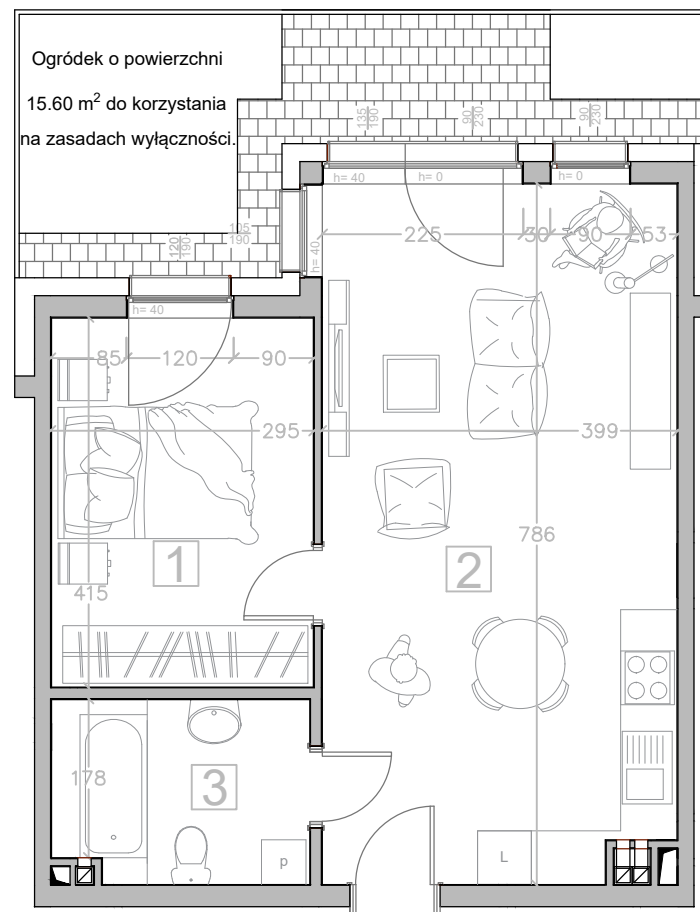 Ogródek o powierzchni
15.60 m² do korzystania
na zasadach wyłączności.
135
190
90
230
90
230
h= 40
h= 0
h= 0
105
190
120
190
h= 40
225
30
90
53
h= 40
85
120
90
295
399
786
1
2
415
3
178
p
L